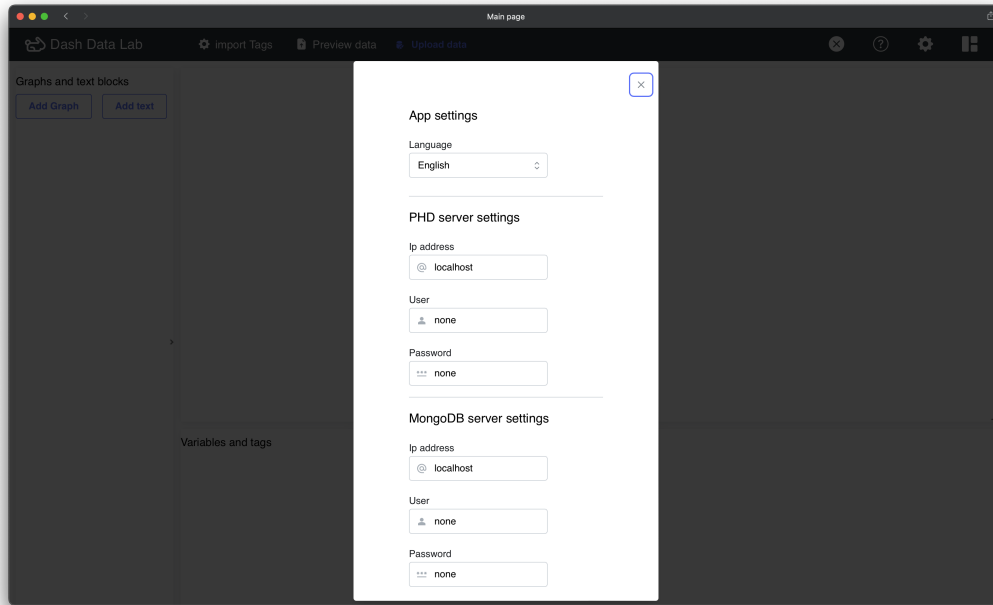 Main page
Dash Data Lab
import Tags
Preview data
Upload data
Graphs and text blocks
Add Graph
Add text
App settings
Language
English
PHD server settings
Ip address
localhost
User
none
Password
none
MongoDB server settings
Ip address
localhost
User
none
Password
none
Variables and tags